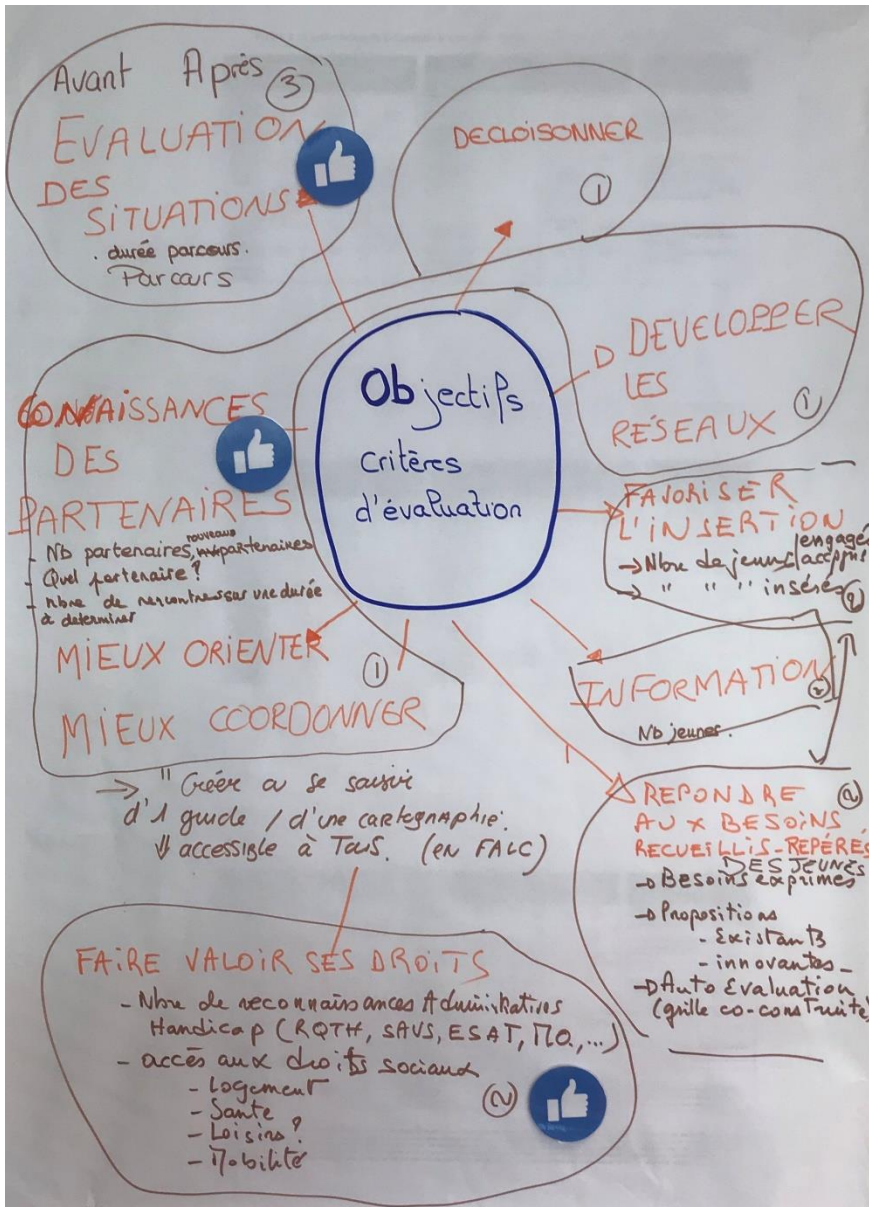 Avant Après ③
EVALUATION
DES
SITUATIONS
. durée parcours.
Parcours
DECLOISONNER
①
Objectifs
critères
d'évaluation
DEVELOPPER
LES
RÉSEAUX ①
CONNAISSANCES
DES
PARTENAIRES
- Nb partenaires, nouveaux partenaires
- Quel partenaire ?
- nbre de rencontres sur une durée
à determiner
MIEUX ORIENTER ①
MIEUX COORDONNER
FAVORISER
L'INSERTION
→ Nbre de jeunes engagés
→ " " " insérés ②
INFORMATION
Nb jeunes.
→ " Créer ou se saisir
d'1 guide / d'une cartographie.
⇓ accessible à Tous. (en FALC)
REPONDRE ②
AUX BESOINS
RECUEILLIS-REPÉRÉS
DES JEUNES
→ Besoins exprimés
→ Propositions
- Existants
- innovantes -
→ Auto Evaluation
(grille co-construite)
FAIRE VALOIR SES DROITS
- Nbre de reconnaissances Administratives
Handicap (RQTH, SAVS, ESAT, MO, ...)
- accès aux droits sociaux
- Logement
- Santé
- Loisirs ?
- Mobilité
②